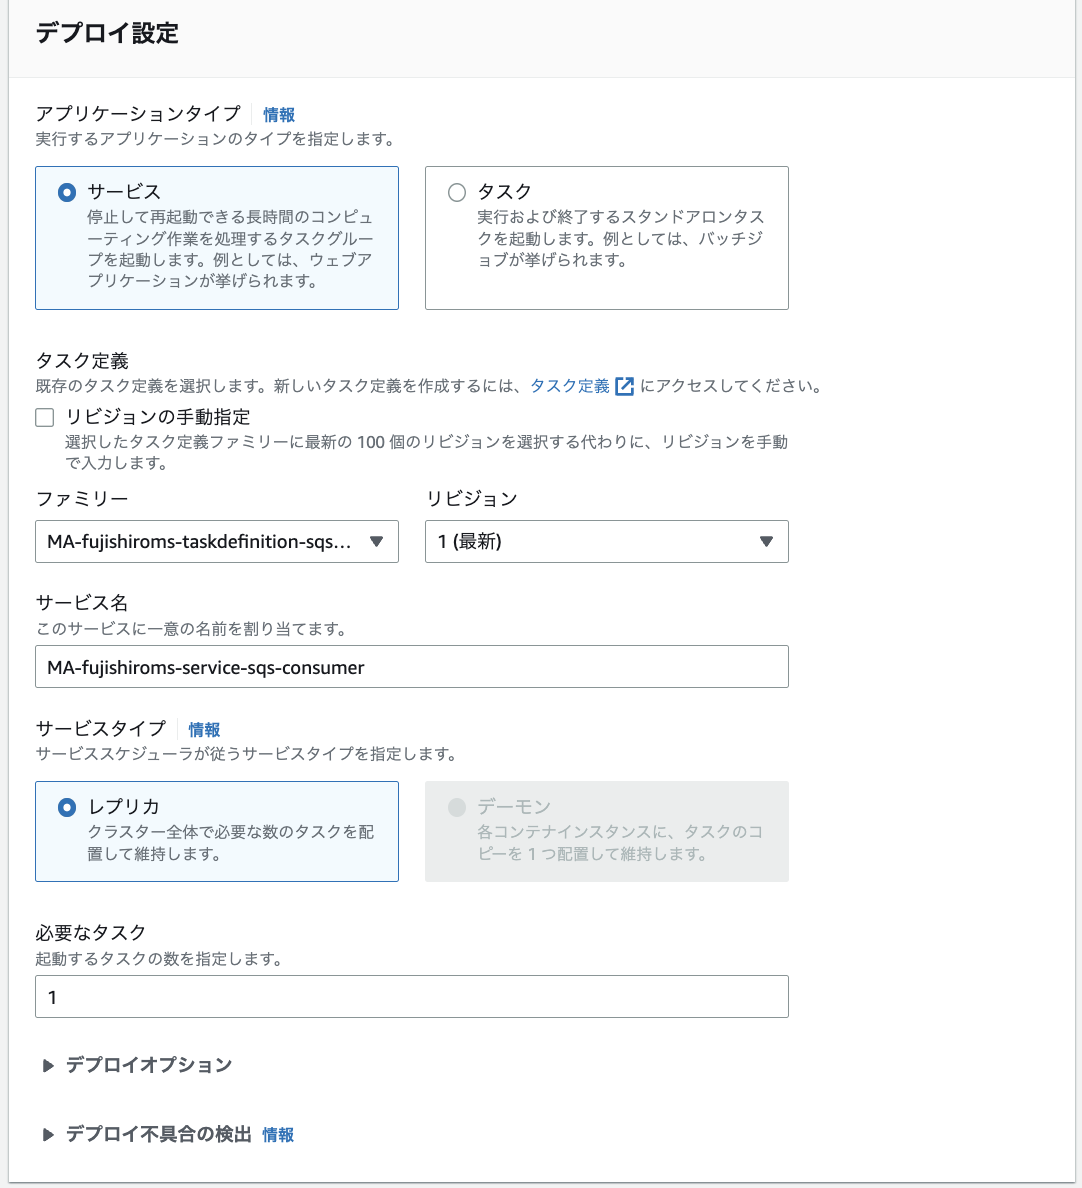 デプロイ設定
アプリケーションタイプ 情報
実行するアプリケーションのタイプを指定します。
サービス
停止して再起動できる長時間のコンピュ
ーティング作業を処理するタスクグルー
プを起動します。例としては、ウェブア
プリケーションが挙げられます。
タスク
実行および終了するスタンドアロンタス
クを起動します。例としては、バッチジ
ョブが挙げられます。
タスク定義
既存のタスク定義を選択します。新しいタスク定義を作成するには、タスク定義 にアクセスしてください。
リビジョンの手動指定
選択したタスク定義ファミリーに最新の 100 個のリビジョンを選択する代わりに、リビジョンを手動
で入力します。
ファミリー
MA-fujishiroms-taskdefinition-sqs...
リビジョン
1 (最新)
サービス名
このサービスに一意の名前を割り当てます。
MA-fujishiroms-service-sqs-consumer
サービスタイプ 情報
サービススケジューラが従うサービスタイプを指定します。
レプリカ
クラスター全体で必要な数のタスクを配
置して維持します。
デーモン
各コンテナインスタンスに、タスクのコ
ピーを 1 つ配置して維持します。
必要なタスク
起動するタスクの数を指定します。
1
デプロイオプション
デプロイ不具合の検出 情報